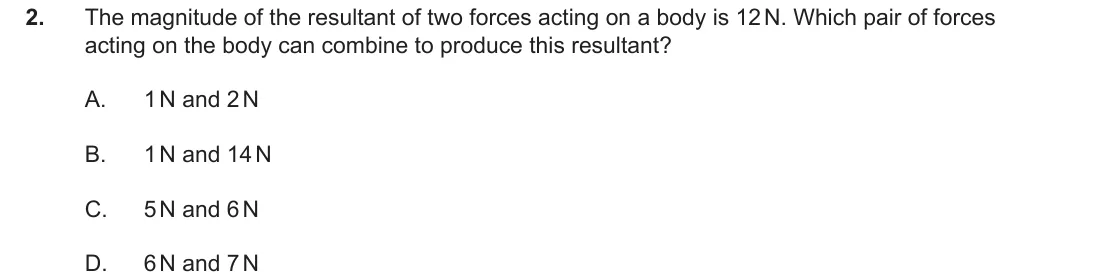 2. The magnitude of the resultant of two forces acting on a body is 12 N. Which pair of forces
acting on the body can combine to produce this resultant?
A. 1 N and 2 N
B. 1 N and 14 N
C. 5 N and 6 N
D. 6 N and 7 N